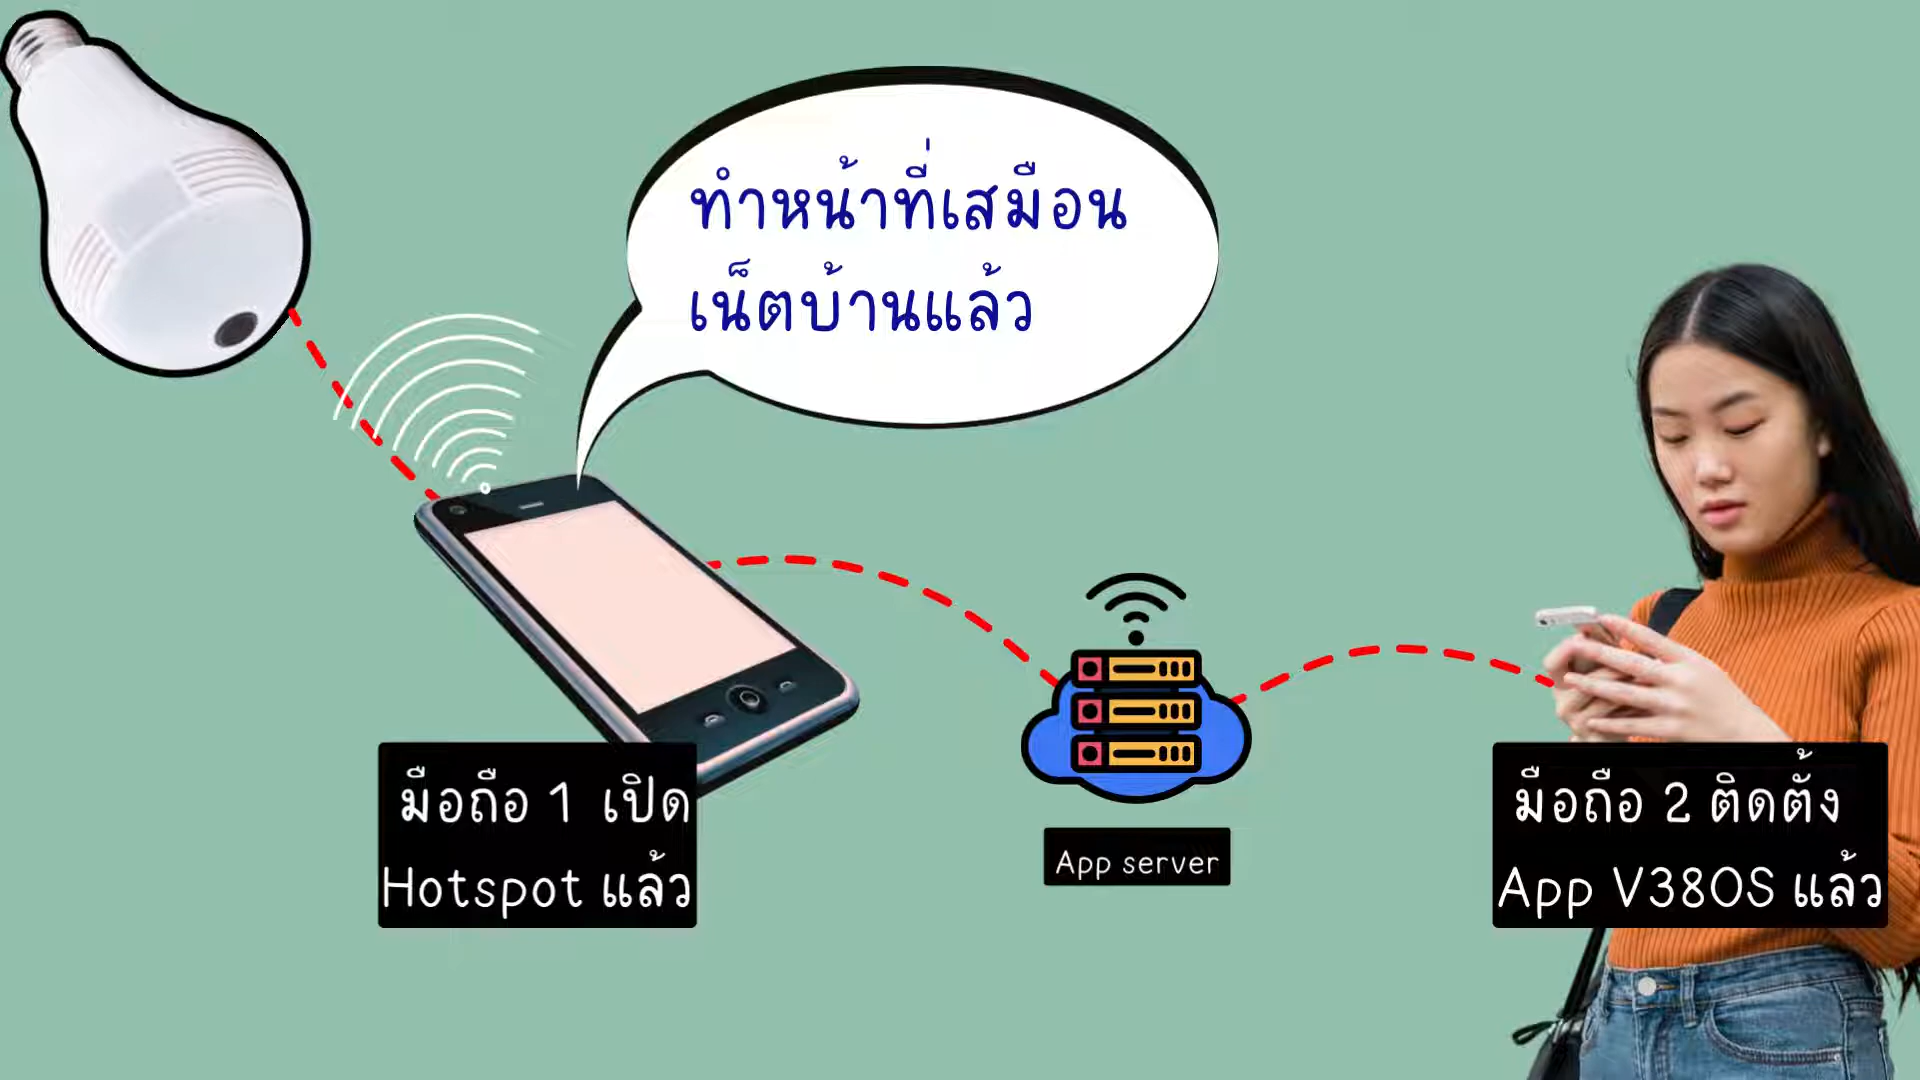 ทำหน้าที่เสมือน
เน็ตบ้านแล้ว
มือถือ 1 เปิด
Hotspot แล้ว
App server
มือถือ 2 ติดตั้ง
App V380S แล้ว